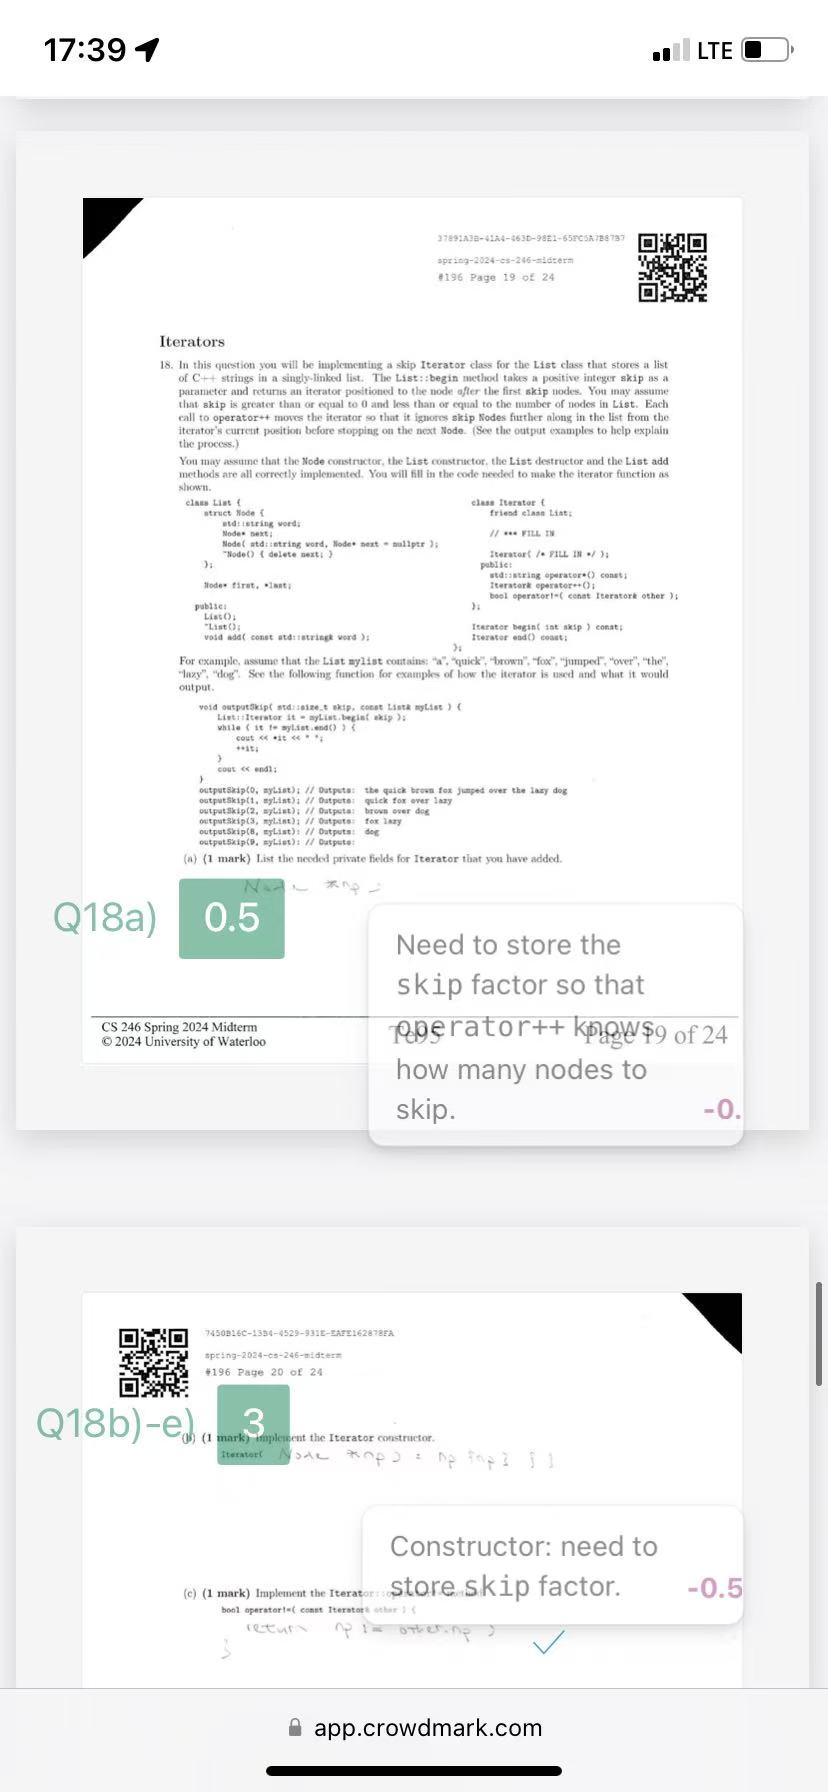 17:39
LTE
37891A3B-41A4-463D-98E1-65FC5A7B87B7
spring-2024-cs-246-midterm
#196 Page 19 of 24
Iterators
18. In this question you will be implementing a skip Iterator class for the List class that stores a list
of C++ strings in a singly-linked list. The List::begin method takes a positive integer skip as a
parameter and returns an iterator positioned to the node after the first skip nodes. You may assume
that skip is greater than or equal to 0 and less than or equal to the number of nodes in List. Each
call to operator++ moves the iterator so that it ignores skip Nodes further along in the list from the
iterator's current position before stopping on the next Node. (See the output examples to help explain
the process.)
You may assume that the Node constructor, the List constructor, the List destructor and the List add
methods are all correctly implemented. You will fill in the code needed to make the iterator function as
shown.
class List {
struct Node {
std::string word;
Node* next;
Node( std::string word, Node* next = nullptr );
~Node() { delete next; }
};
Node* first, *last;
public:
List();
~List();
void add( const std::string& word );
class Iterator {
friend class List;
// *** FILL IN
Iterator( /* FILL IN */ );
public:
std::string operator*() const;
Iterator& operator++();
bool operator!=( const Iterator& other );
};
Iterator begin( int skip ) const;
Iterator end() const;
};
For example, assume that the List mylist contains: "a", "quick", "brown", "fox", "jumped", "over", "the",
"lazy", "dog". See the following function for examples of how the iterator is used and what it would
output.
void outputSkip( std::size_t skip, const List& myList ) {
List::Iterator it = myList.begin( skip );
while ( it != myList.end() ) {
cout << *it << " ";
++it;
}
cout << endl;
}
outputSkip(0, myList); // Outputs: the quick brown fox jumped over the lazy dog
outputSkip(1, myList); // Outputs: quick fox over lazy
outputSkip(2, myList); // Outputs: brown over dog
outputSkip(3, myList); // Outputs: fox lazy
outputSkip(8, myList); // Outputs: dog
outputSkip(9, myList); // Outputs:
(a) (1 mark) List the needed private fields for Iterator that you have added.
Node *np ;
Q18a) 0.5
Need to store the
skip factor so that
operator++ knows
how many nodes to
skip. -0.
CS 246 Spring 2024 Midterm
© 2024 University of Waterloo
Page 19 of 24
7450B16C-13B4-4529-931E-EAFE162878FA
spring-2024-cs-246-midterm
#196 Page 20 of 24
Q18b)-e) 3
(b) (1 mark) Implement the Iterator constructor.
Iterator( Node *np ) : np {np} { }
Constructor: need to
store skip factor. -0.5
(c) (1 mark) Implement the Iterator::
bool operator!=( const Iterator& other ) {
return np != other.np ;
}
app.crowdmark.com